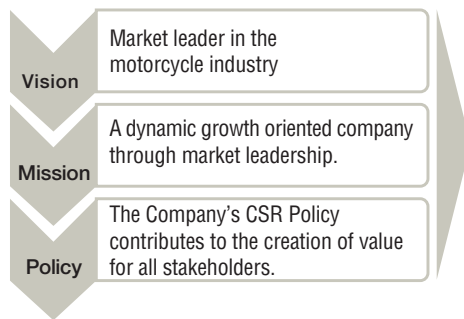 Vision
Market leader in the
motorcycle industry
Mission
A dynamic growth oriented company
through market leadership.
Policy
The Company's CSR Policy
contributes to the creation of value
for all stakeholders.